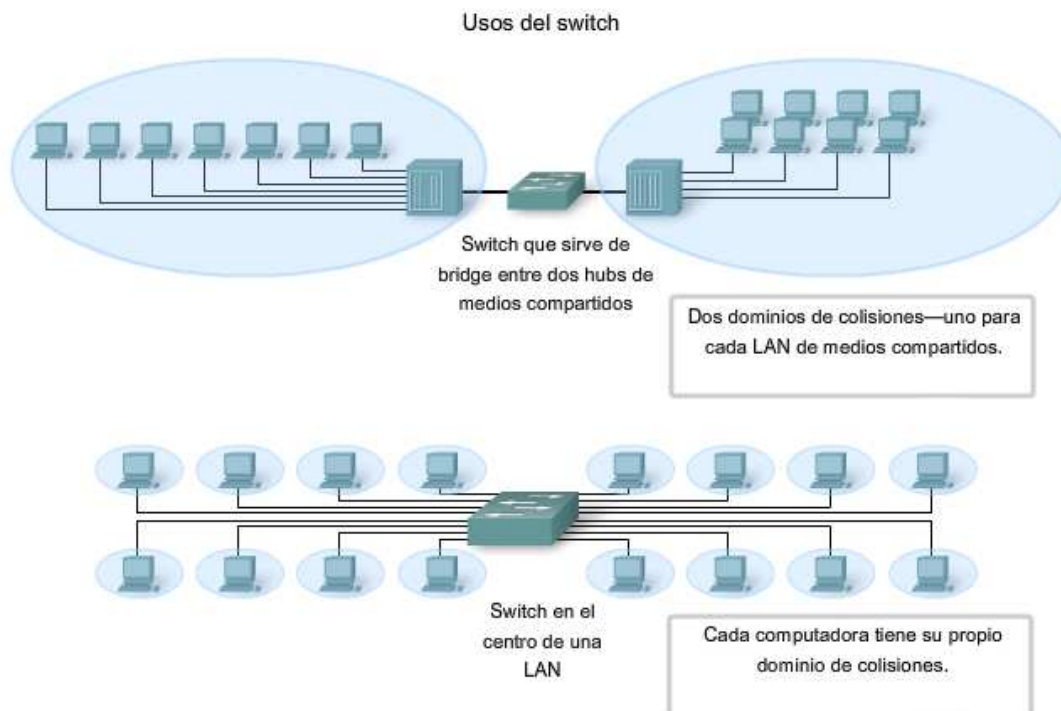 Usos del switch
Switch que sirve de
bridge entre dos hubs de
medios compartidos
Dos dominios de colisiones—uno para
cada LAN de medios compartidos.
Switch en el
centro de una
LAN
Cada computadora tiene su propio
dominio de colisiones.